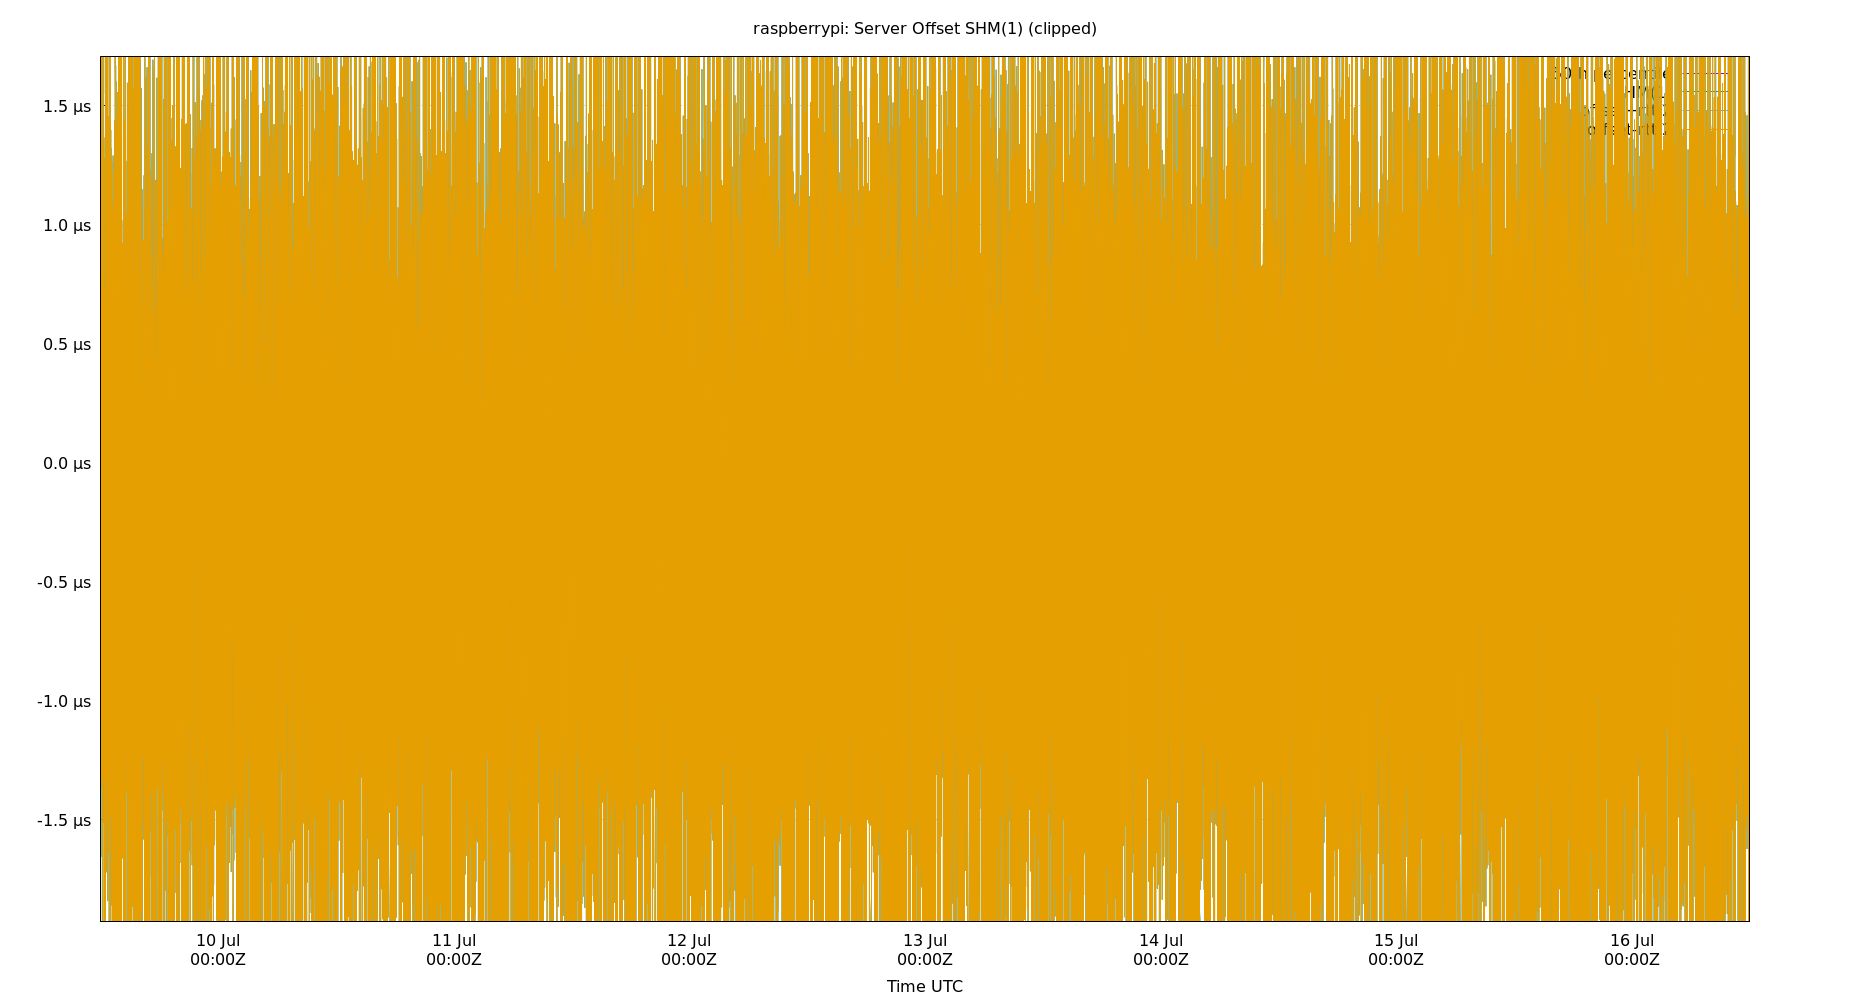 raspberrypi: Server Offset SHM(1) (clipped)
1.5 µs
1.0 µs
0.5 µs
0.0 µs
-0.5 µs
-1.0 µs
-1.5 µs
10 Jul 11 Jul 12 Jul 13 Jul 14 Jul 15 Jul 16 Jul
00:00Z 00:00Z 00:00Z 00:00Z 00:00Z 00:00Z 00:00Z
Time UTC